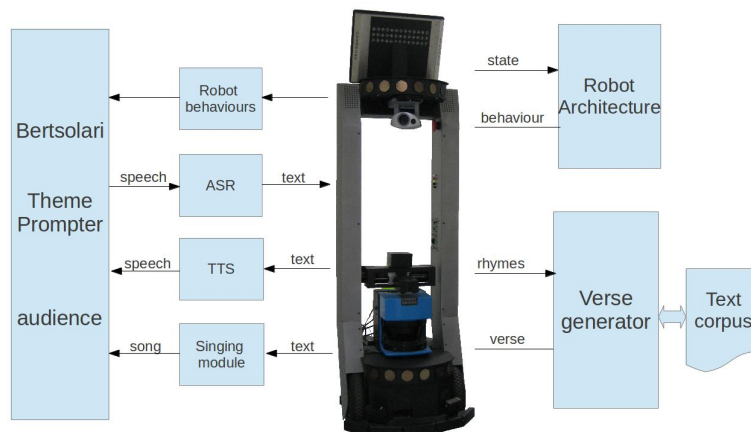 Bertsolari
Theme
Prompter
audience
Robot
behaviours
speech
ASR
text
speech
TTS
text
song
Singing
module
text
state
behaviour
Robot
Architecture
rhymes
verse
Verse
generator
Text
corpus